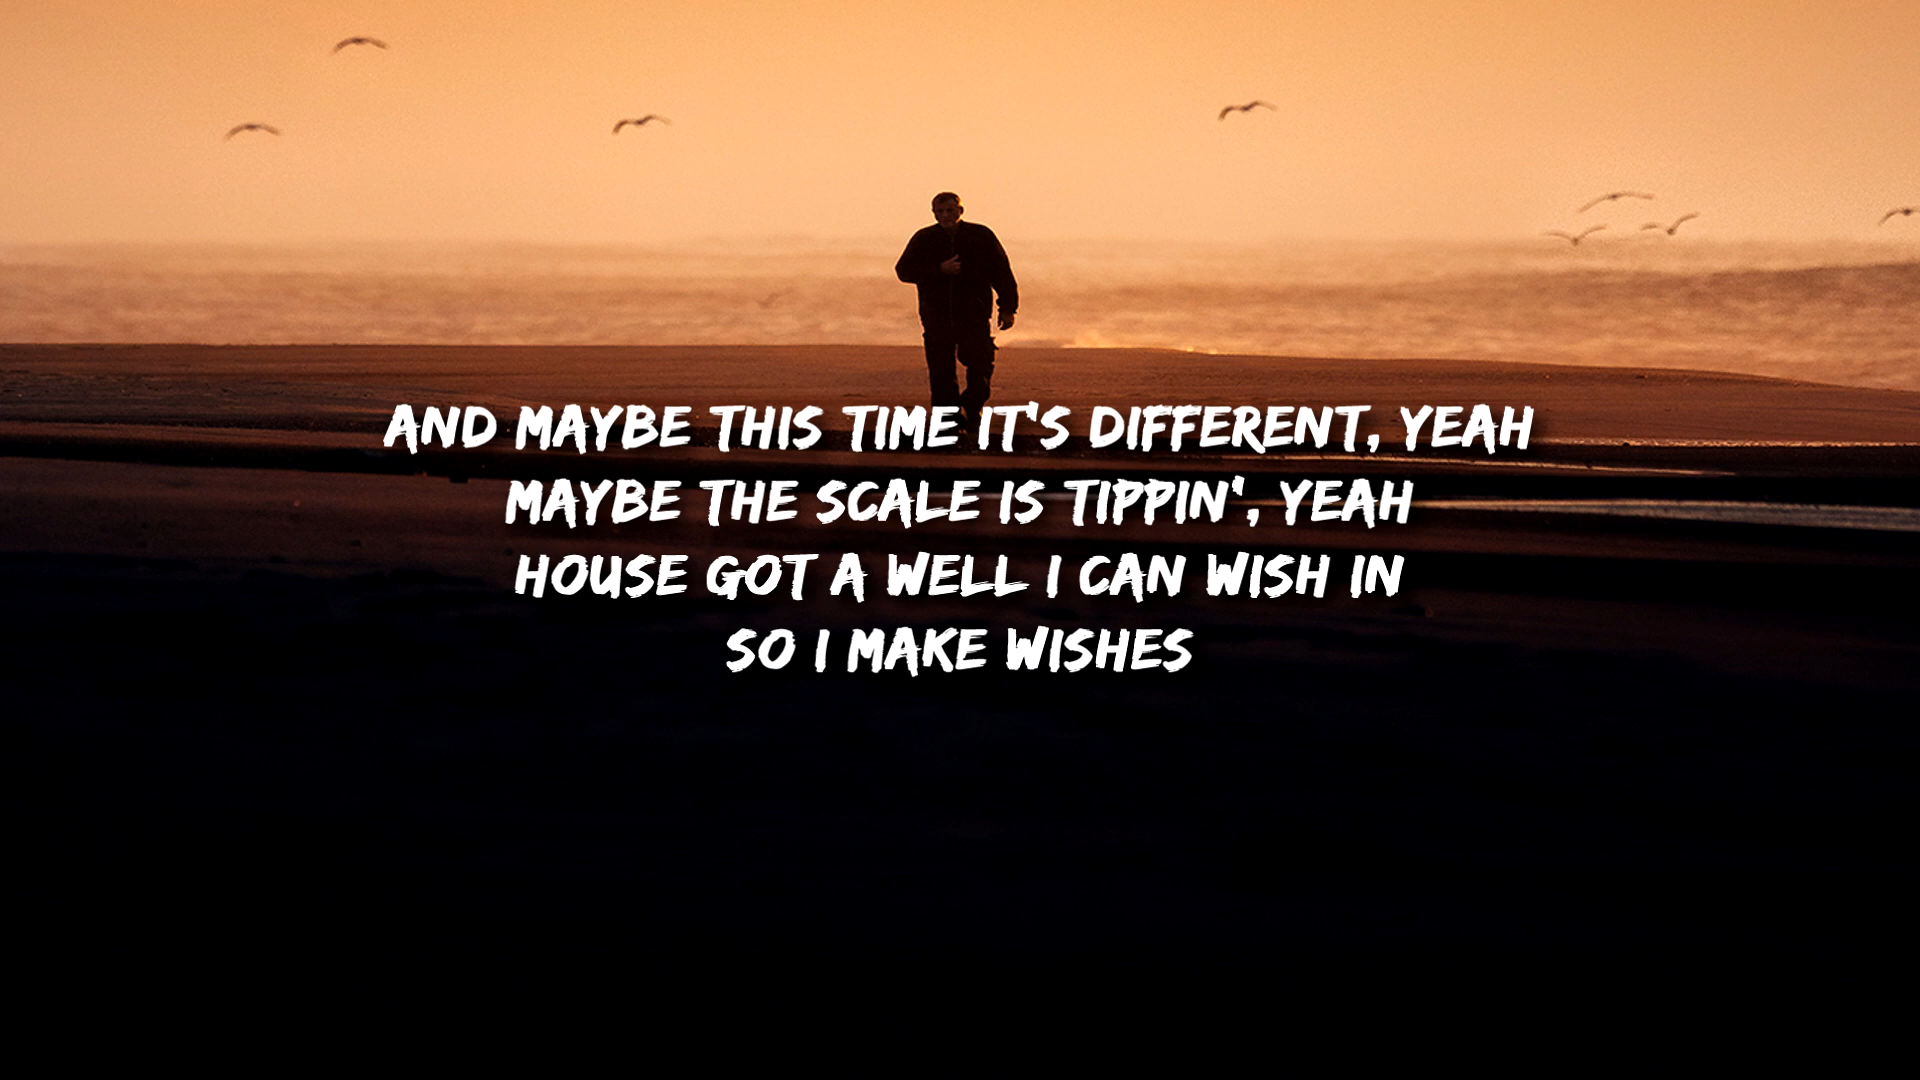 AND MAYBE THIS TIME IT'S DIFFERENT, YEAH
MAYBE THE SCALE IS TIPPIN', YEAH
HOUSE GOT A WELL I CAN WISH IN
SO I MAKE WISHES